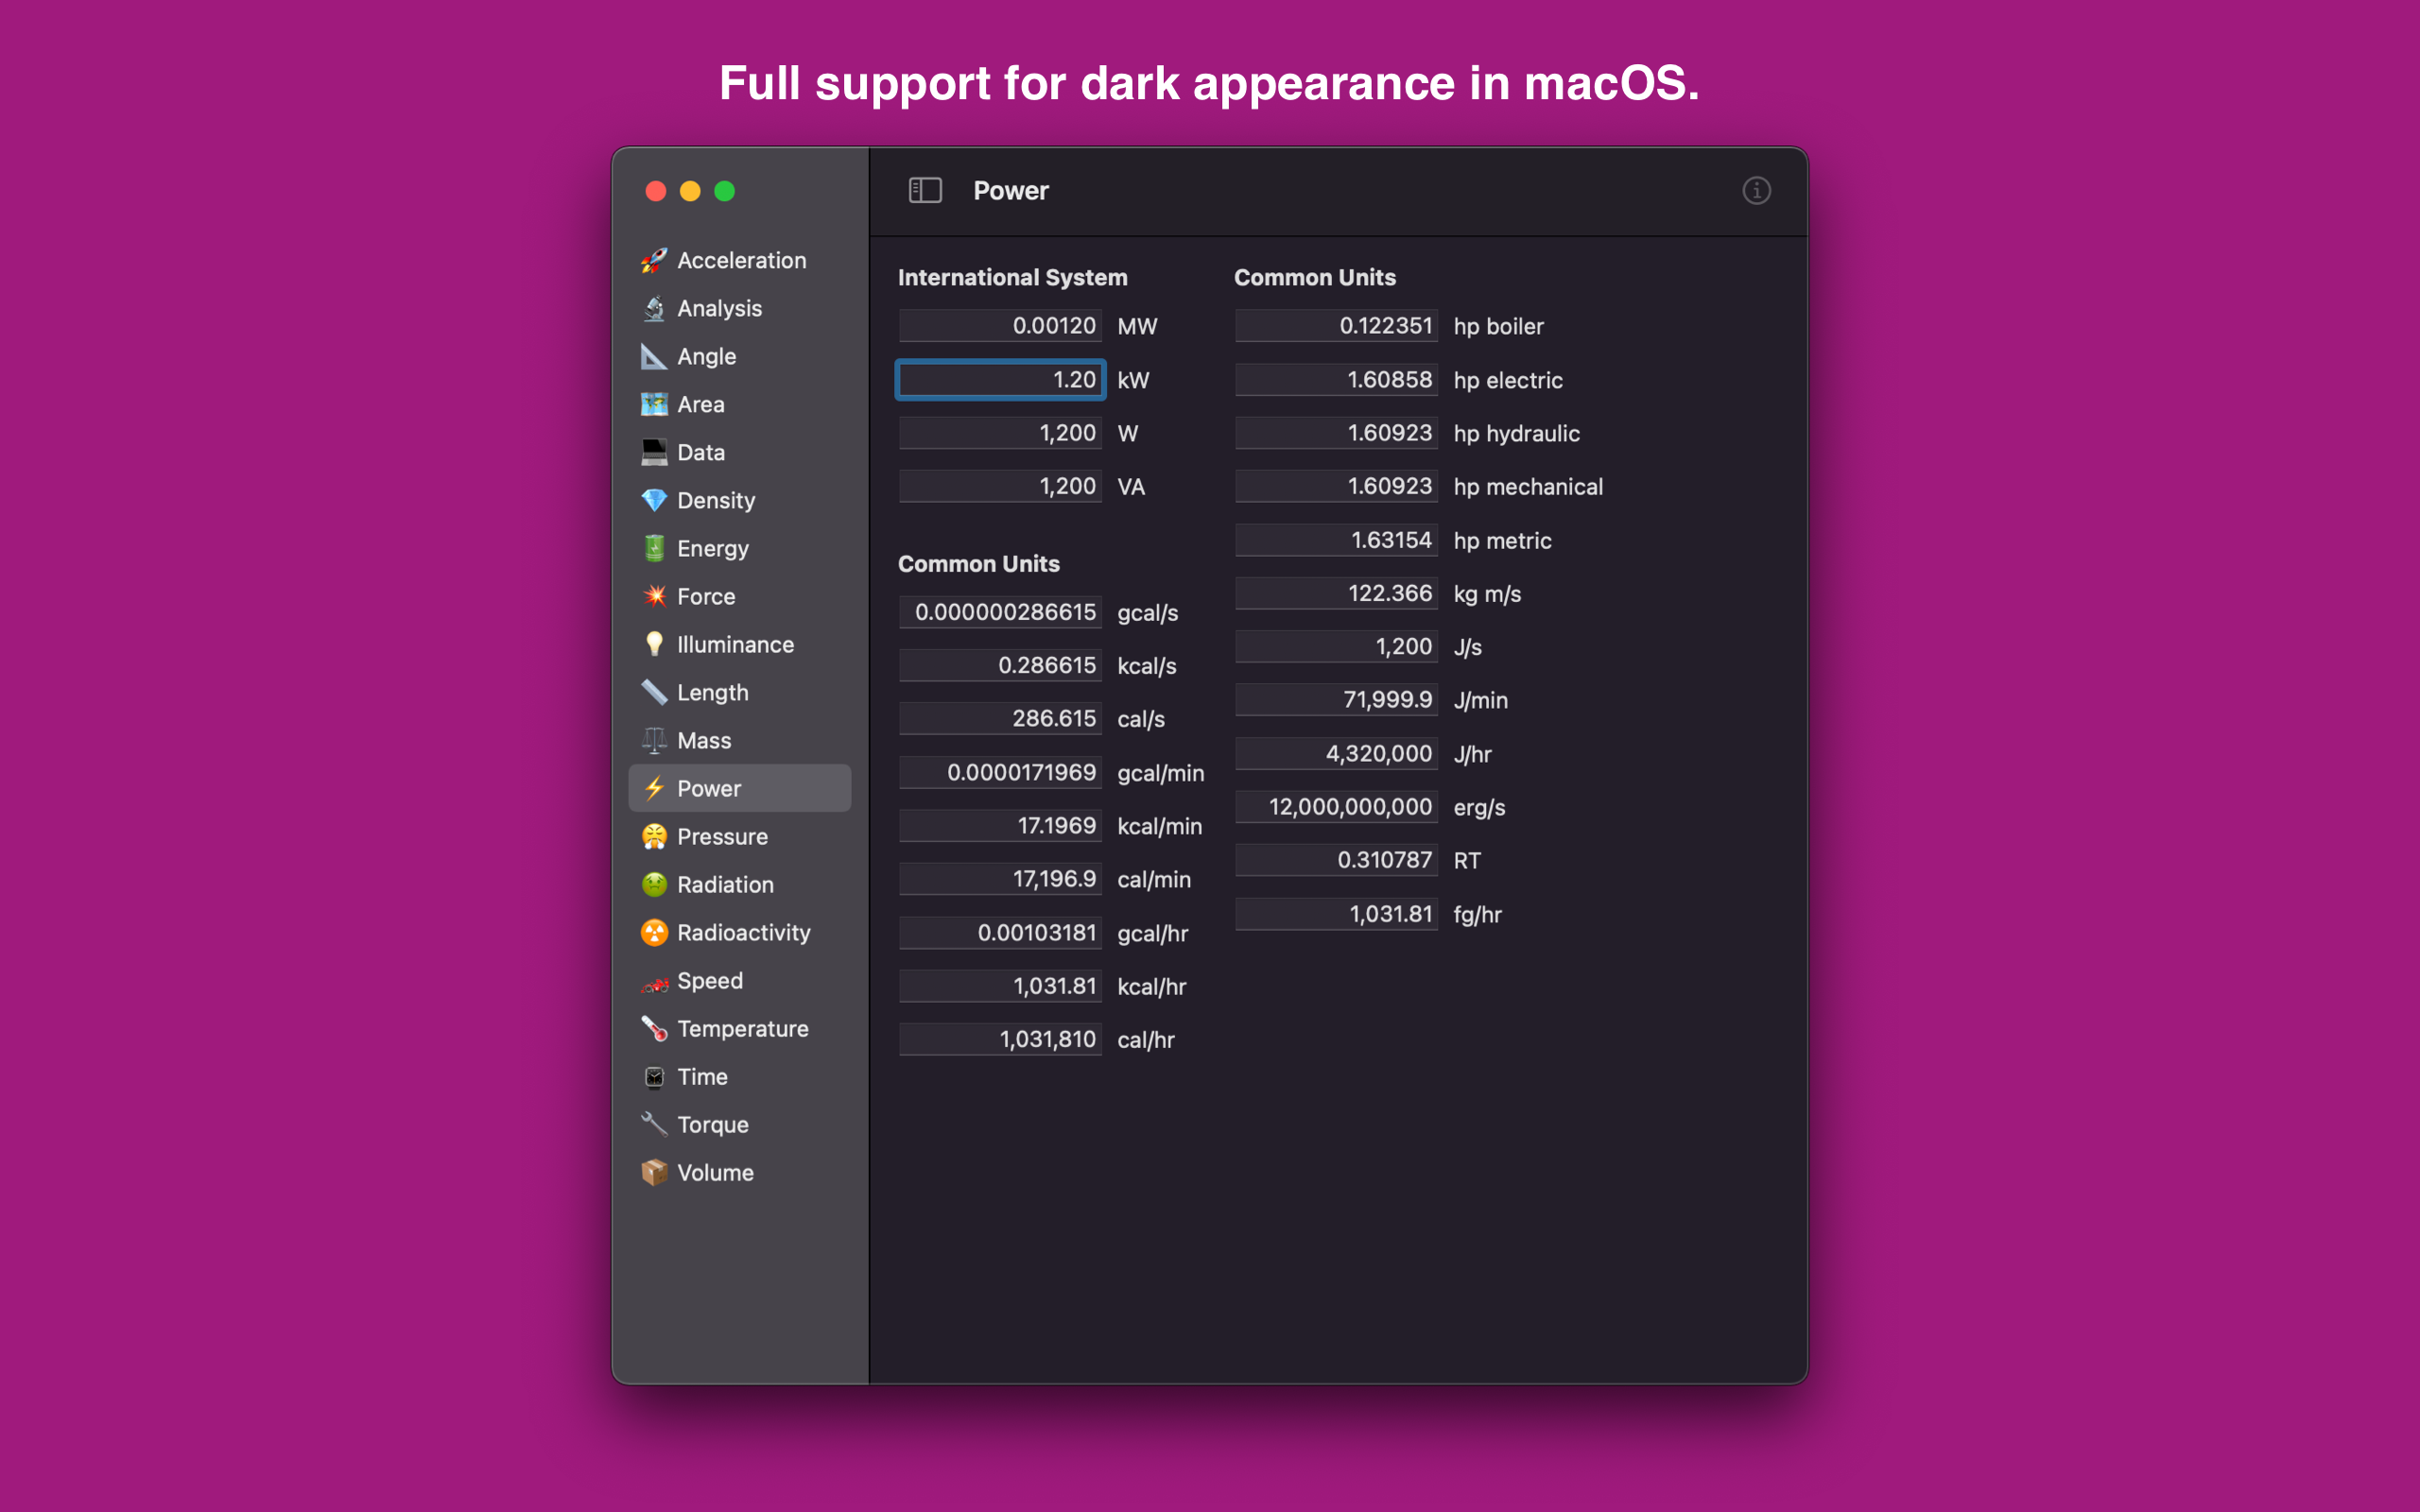 Full support for dark appearance in macOS.
Power
Acceleration
Analysis
Angle
Area
Data
Density
Energy
Force
Illuminance
Length
Mass
Power
Pressure
Radiation
Radioactivity
Speed
Temperature
Time
Torque
Volume
International System
0.00120 MW
1.20 kW
1,200 W
1,200 VA
Common Units
0.000000286615 gcal/s
0.286615 kcal/s
286.615 cal/s
0.0000171969 gcal/min
17.1969 kcal/min
17,196.9 cal/min
0.00103181 gcal/hr
1,031.81 kcal/hr
1,031,810 cal/hr
Common Units
0.122351 hp boiler
1.60858 hp electric
1.60923 hp hydraulic
1.60923 hp mechanical
1.63154 hp metric
122.366 kg m/s
1,200 J/s
71,999.9 J/min
4,320,000 J/hr
12,000,000,000 erg/s
0.310787 RT
1,031.81 fg/hr